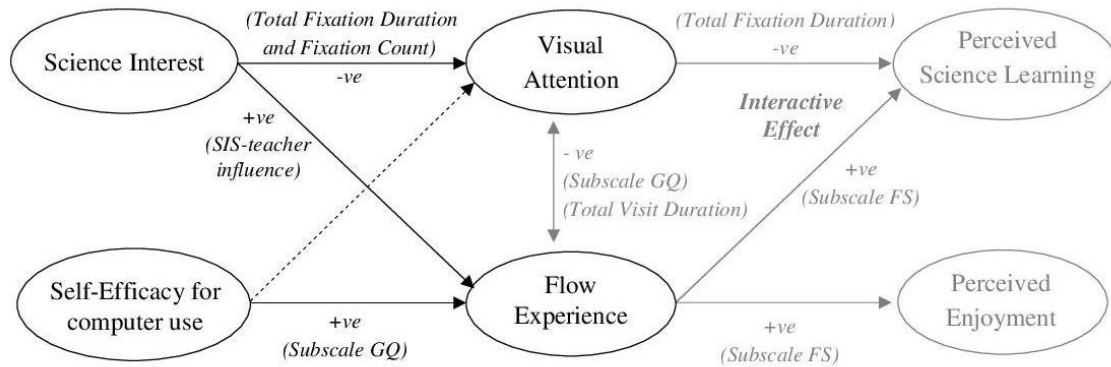 (Total Fixation Duration
and Fixation Count)
-ve
(Total Fixation Duration)
-ve
Science Interest
Visual
Attention
Perceived
Science Learning
+ve
(SIS-teacher
influence)
Interactive
Effect
- ve
(Subscale GQ)
(Total Visit Duration)
+ve
(Subscale FS)
Self-Efficacy for
computer use
+ve
(Subscale GQ)
Flow
Experience
+ve
(Subscale FS)
Perceived
Enjoyment